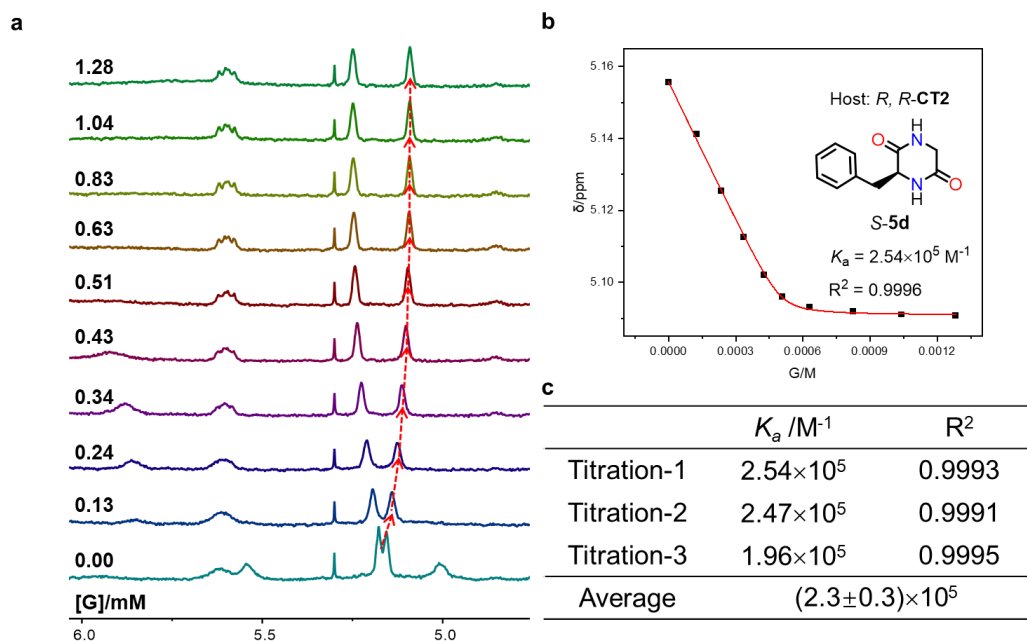 a
1.28
1.04
0.83
0.63
0.51
0.43
0.34
0.24
0.13
0.00
[G]/mM
6.0 5.5 5.0
b
5.16
5.14
5.12
5.10
δ/ppm
Host: R, R-CT2
H
N
O
O
N
H
S-5d
Kₐ = 2.54×10⁵ M⁻¹
R² = 0.9996
0.0000 0.0003 0.0006 0.0009 0.0012
G/M
c
Kₐ /M⁻¹ R²
Titration-1 2.54×10⁵ 0.9993
Titration-2 2.47×10⁵ 0.9991
Titration-3 1.96×10⁵ 0.9995
Average (2.3±0.3)×10⁵